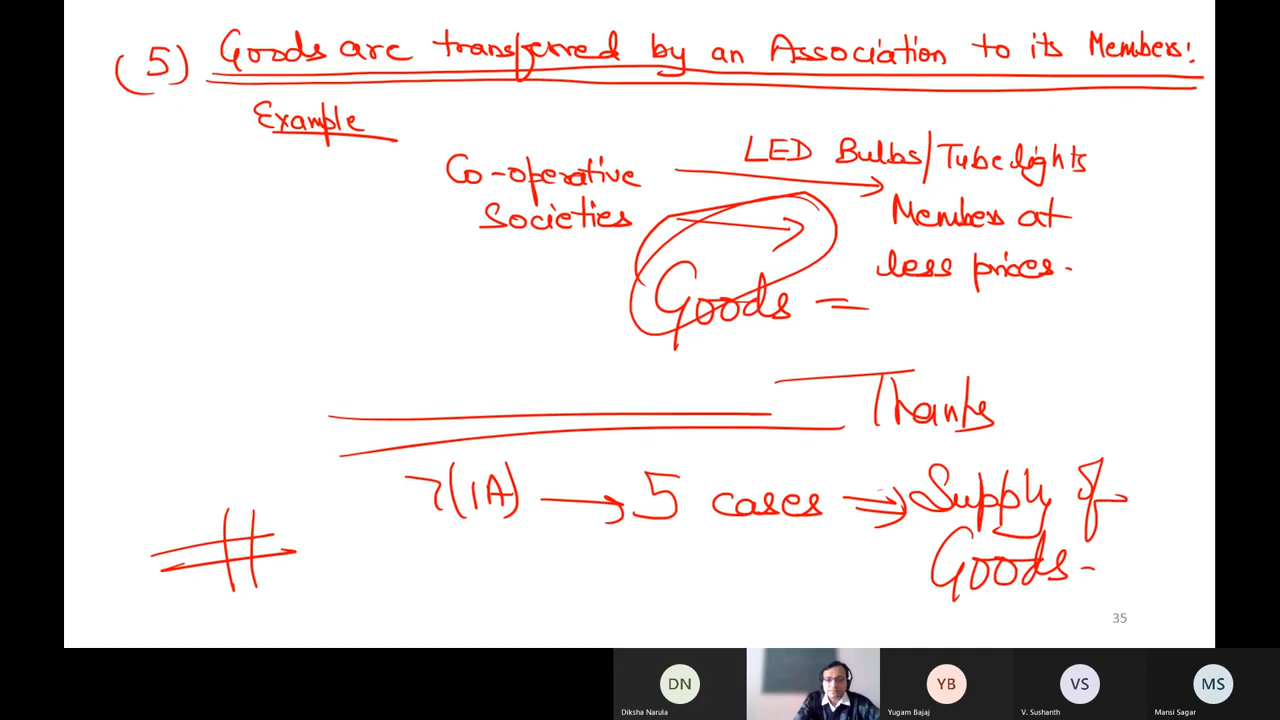 (5) Goods are transferred by an Association to its Members:
Example
LED Bulbs/Tubelights
Co-operative
Societies
Members at
less prices.
Goods =
Thanks
7(1A) → 5 cases ⇒ Supply of
Goods -
35
DN
YB
VS
MS
Diksha Narula
Yugam Bajaj
V. Sushanth
Mansi Sagar